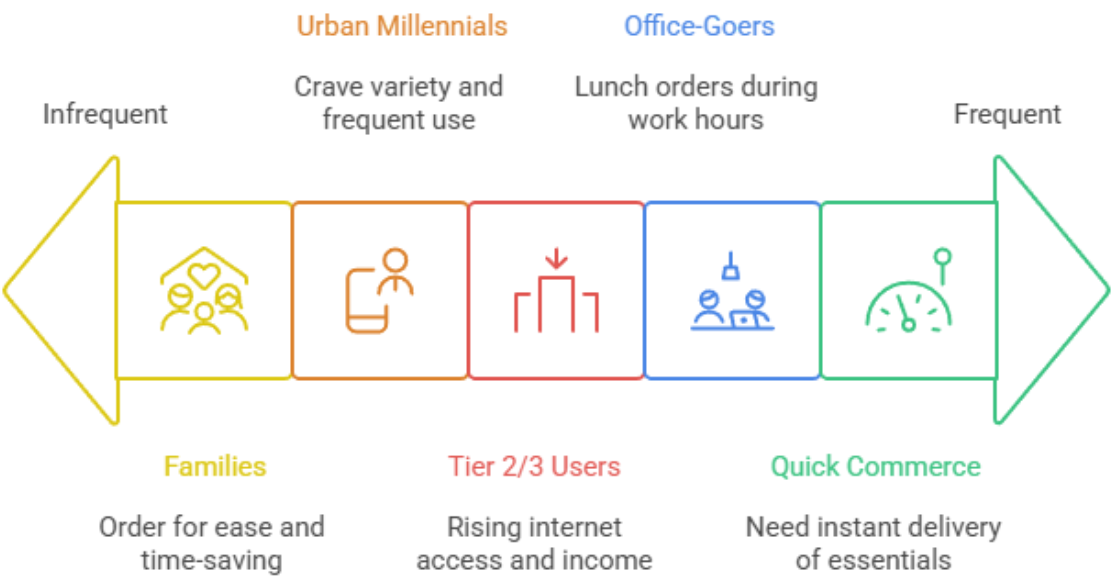 Urban Millennials
Office-Goers
Crave variety and
frequent use
Lunch orders during
work hours
Infrequent
Frequent
Families
Tier 2/3 Users
Quick Commerce
Order for ease and
time-saving
Rising internet
access and income
Need instant delivery
of essentials